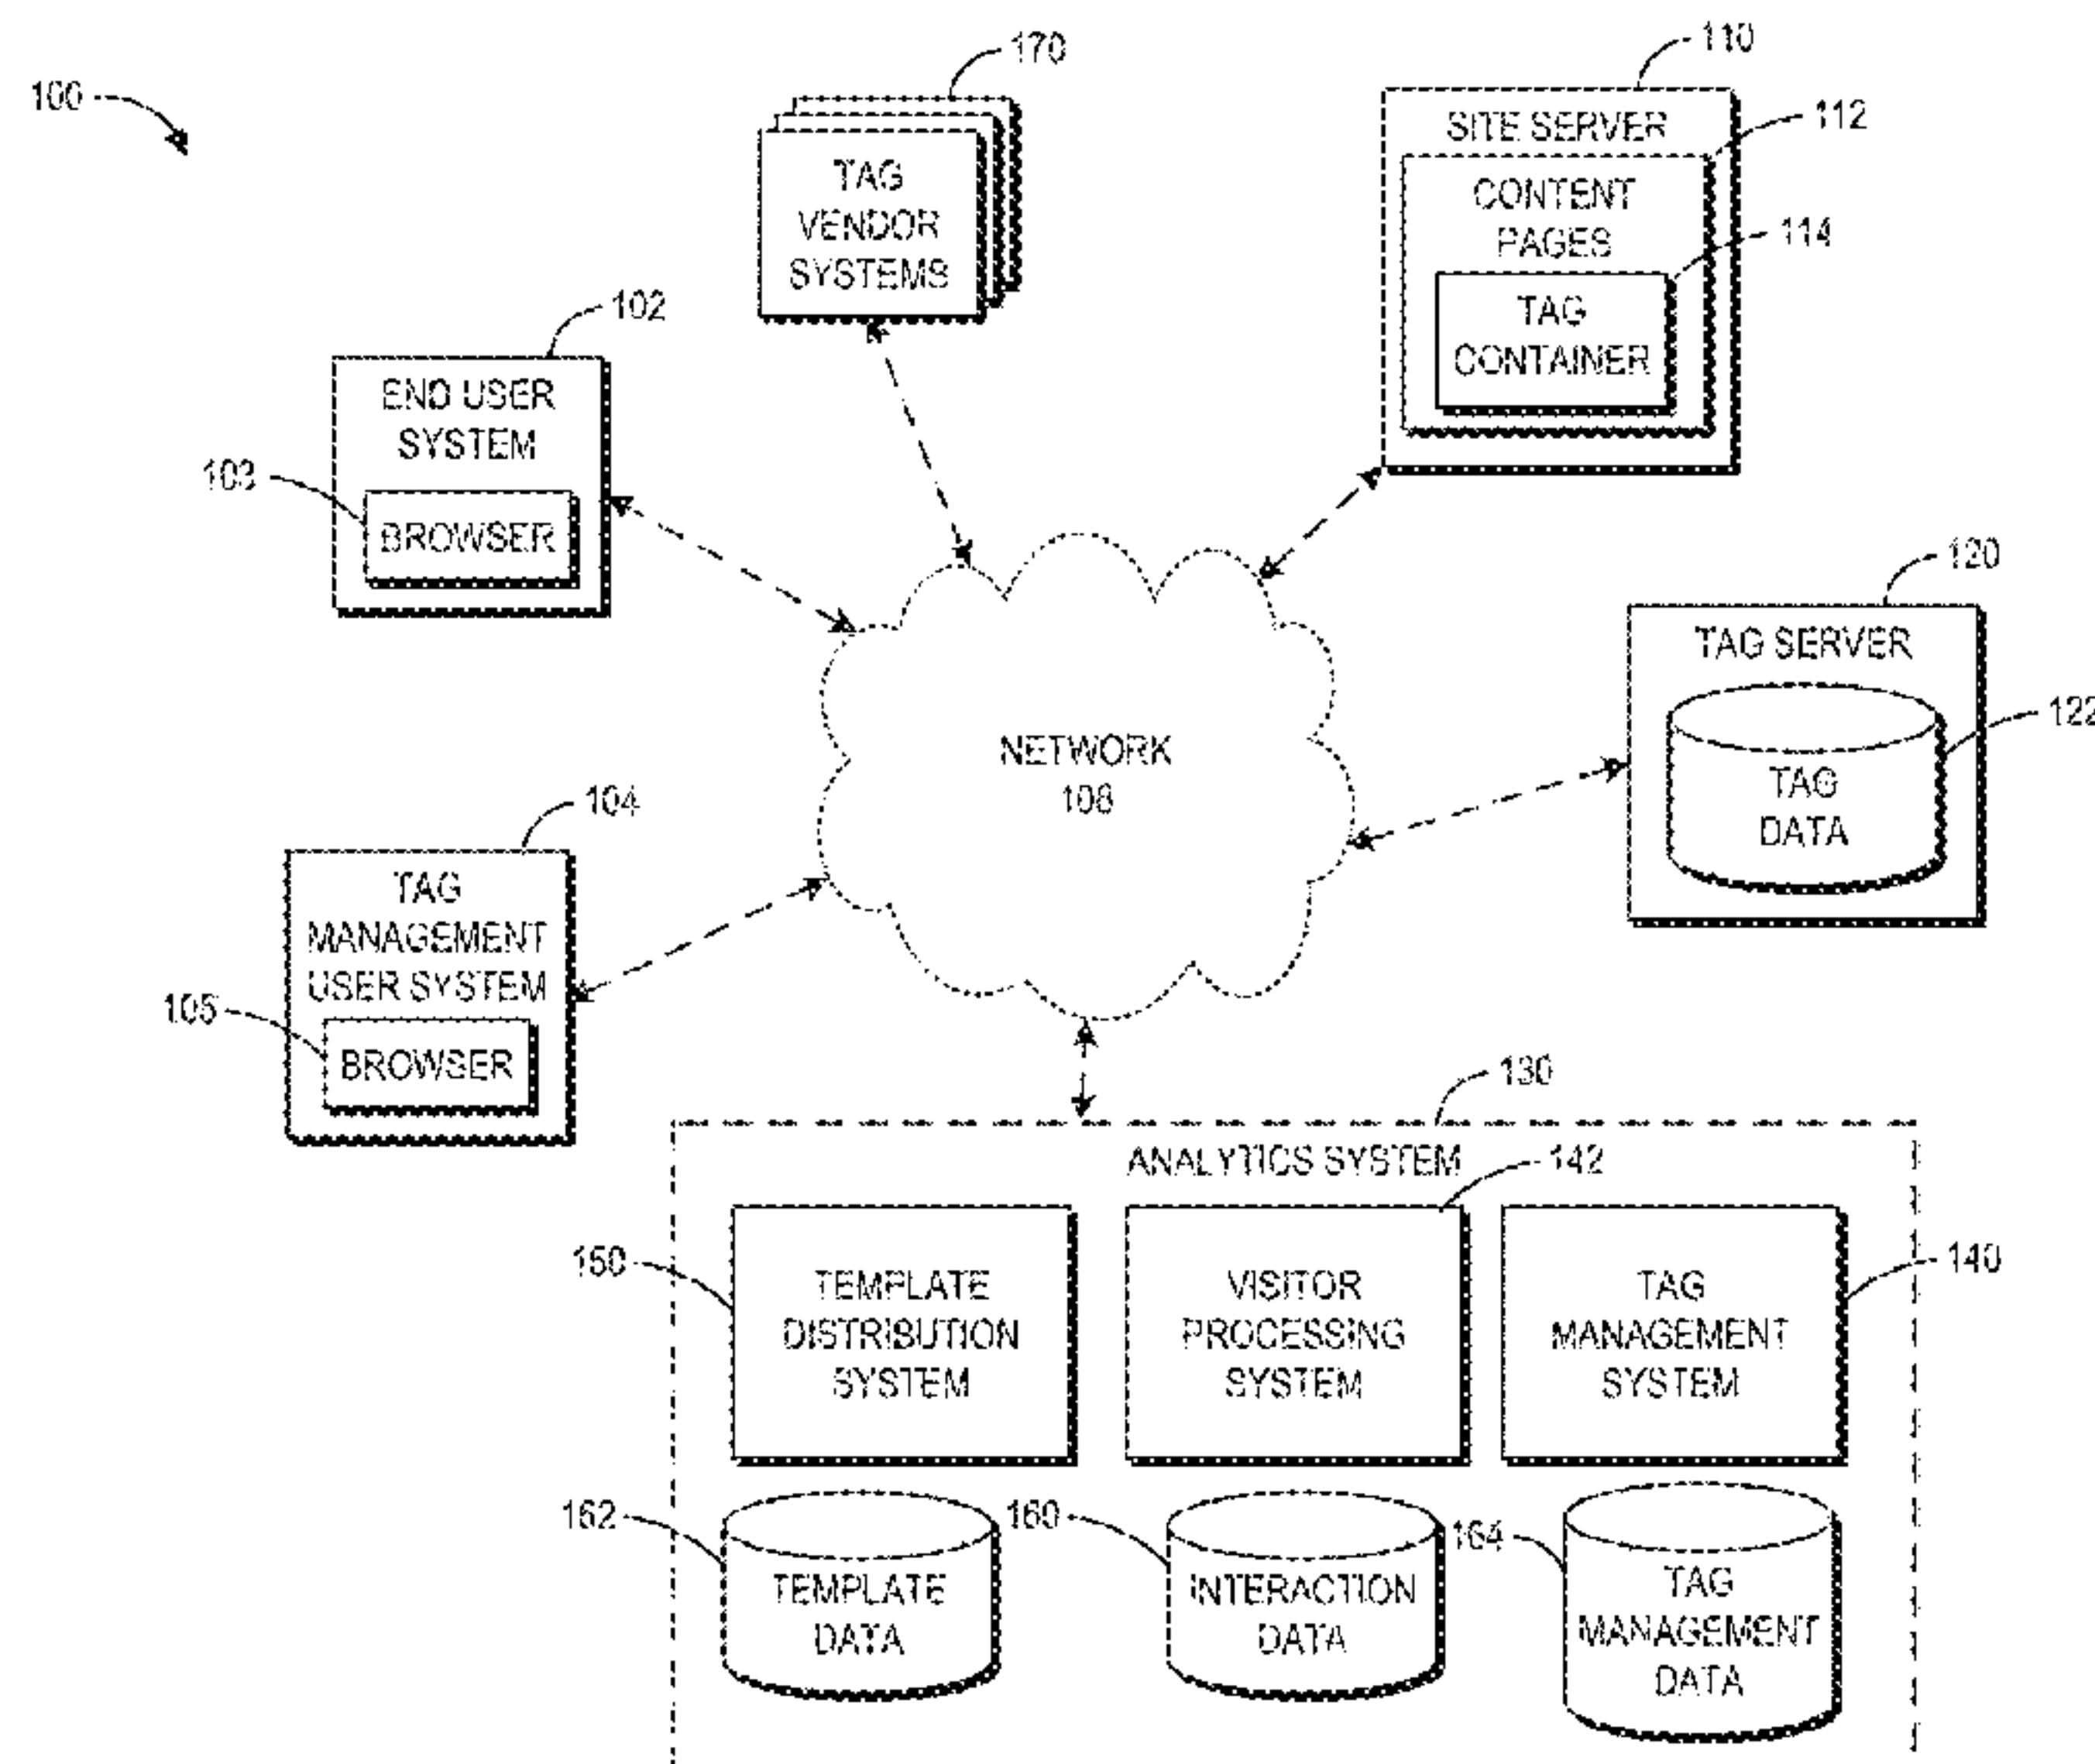 100
170
TAG
VENDOR
SYSTEMS
110
SITE SERVER
112
CONTENT
PAGES
114
TAG
CONTAINER
102
END USER
SYSTEM
103
BROWSER
120
TAG SERVER
122
TAG
DATA
NETWORK
108
104
TAG
MANAGEMENT
USER SYSTEM
105
BROWSER
130
ANALYTICS SYSTEM
142
150
TEMPLATE
DISTRIBUTION
SYSTEM
VISITOR
PROCESSING
SYSTEM
TAG
MANAGEMENT
SYSTEM
140
162
TEMPLATE
DATA
160
INTERACTION
DATA
164
TAG
MANAGEMENT
DATA